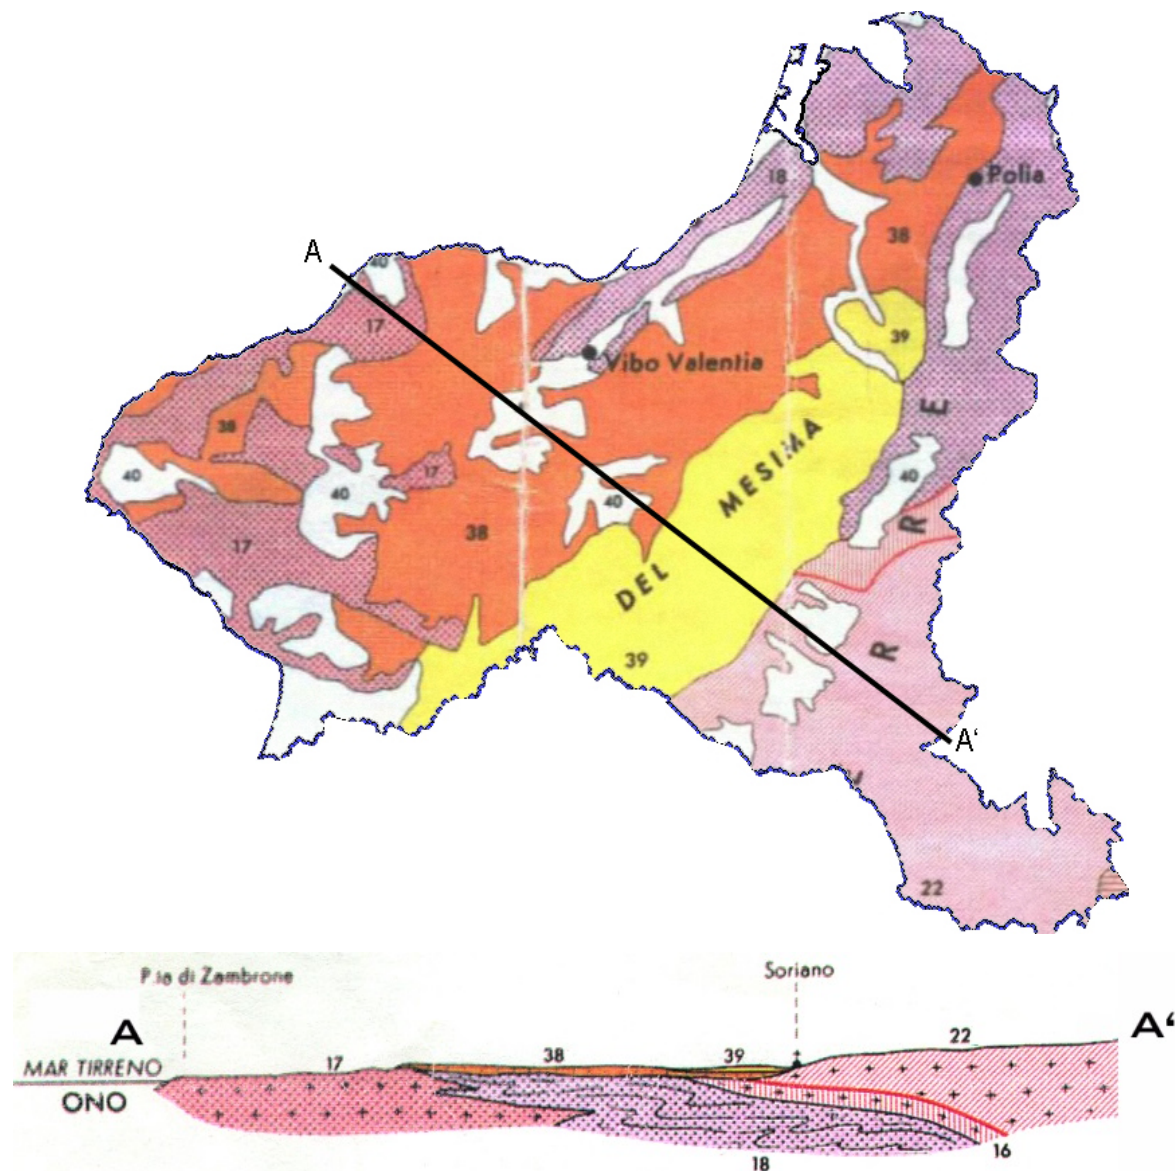 18
Polia
A
40
38
17
39
Vibo Valentia
E
38
MESIMA
17
40
40
40
R
38
17
DEL
39
R
A'
22
P.ta di Zambrone
Soriano
A
A'
22
MAR TIRRENO
17
38
39
ONO
18
16